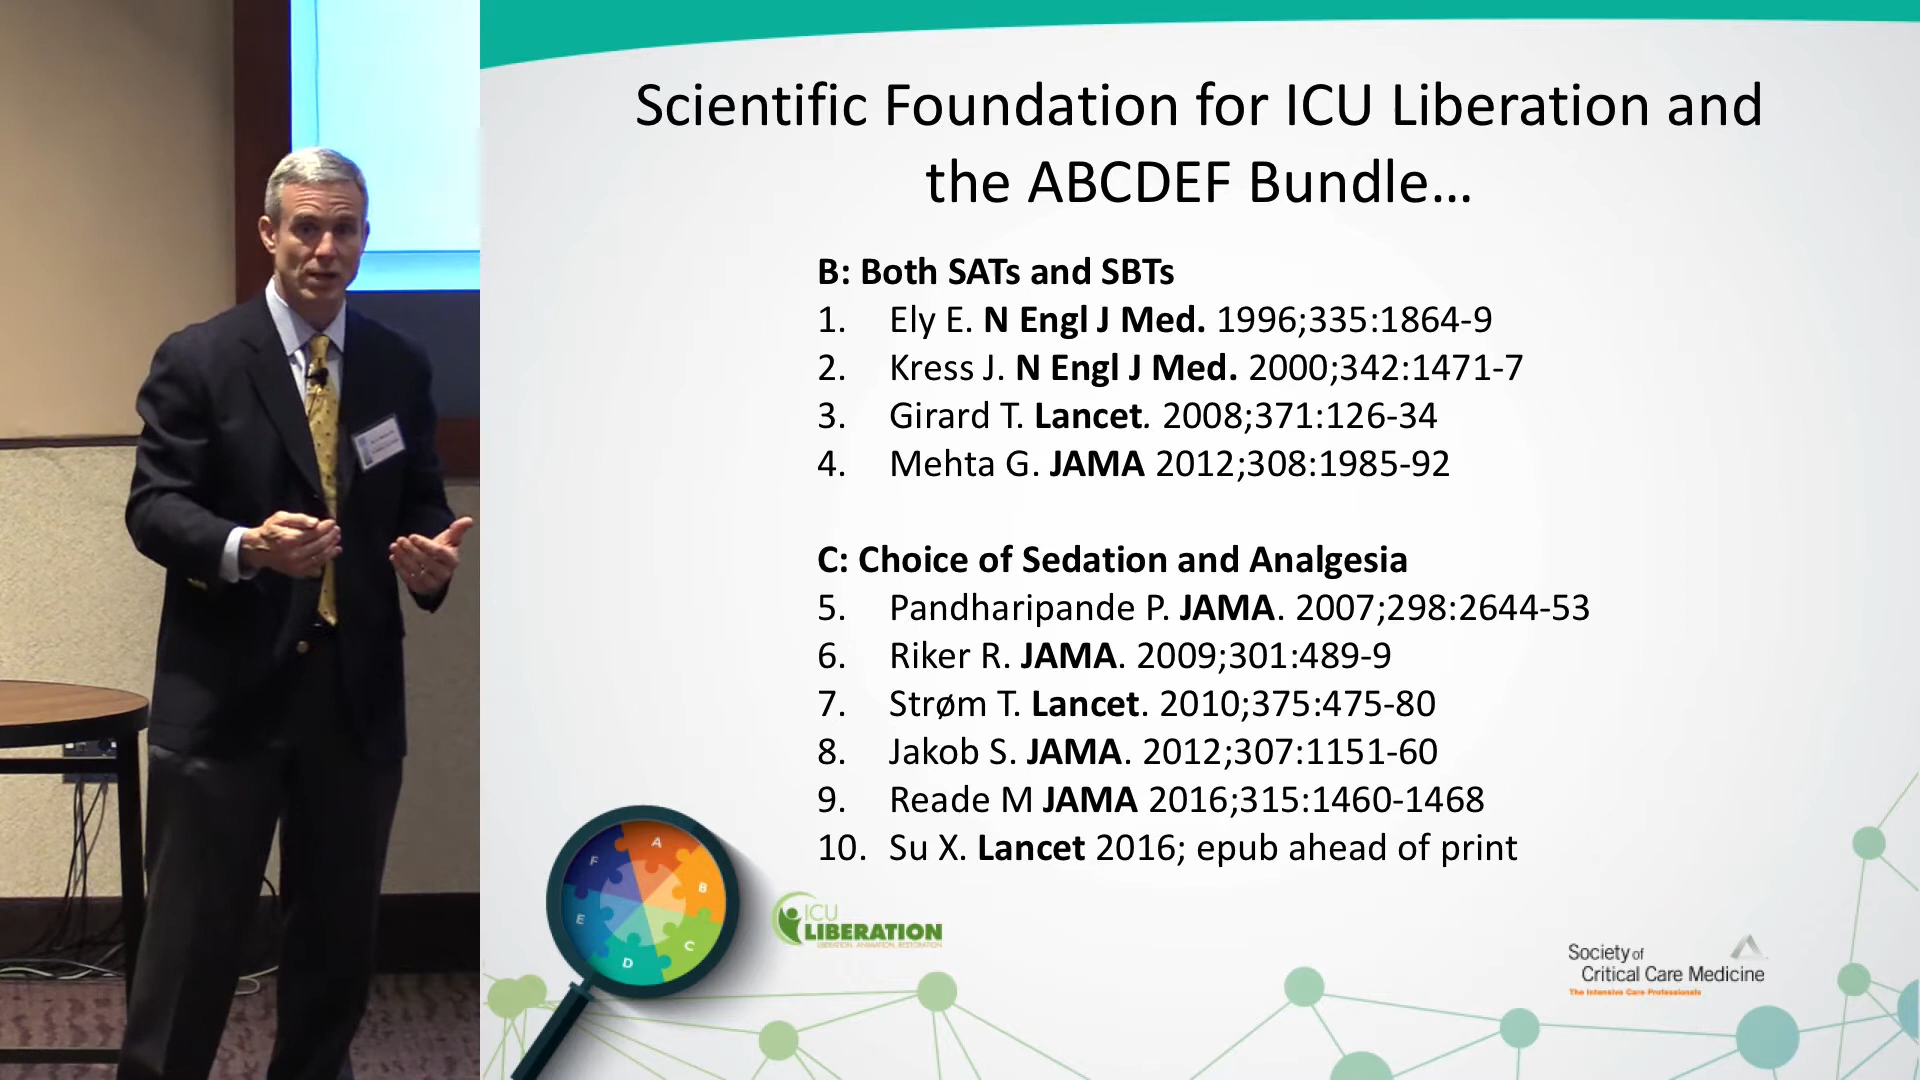 Scientific Foundation for ICU Liberation and
the ABCDEF Bundle…
B: Both SATs and SBTs
1. Ely E. N Engl J Med. 1996;335:1864-9
2. Kress J. N Engl J Med. 2000;342:1471-7
3. Girard T. Lancet. 2008;371:126-34
4. Mehta G. JAMA 2012;308:1985-92
C: Choice of Sedation and Analgesia
5. Pandharipande P. JAMA. 2007;298:2644-53
6. Riker R. JAMA. 2009;301:489-9
7. Strøm T. Lancet. 2010;375:475-80
8. Jakob S. JAMA. 2012;307:1151-60
9. Reade M JAMA 2016;315:1460-1468
10. Su X. Lancet 2016; epub ahead of print
A
B
C
D
E
F
ICU
LIBERATION
LIBERATION, ANIMATION, RESTORATION
Society of
Critical Care Medicine
The Intensive Care Professionals